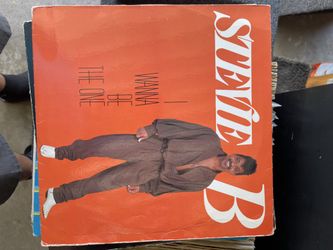 STEVIE B
I
WANNA
BE
THE ONE